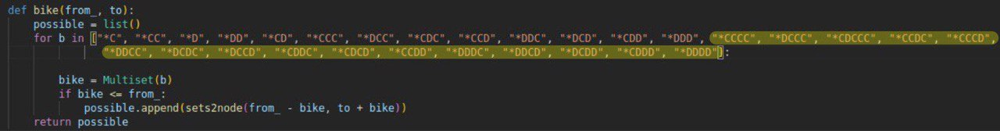 def bike(from_, to):
    possible = list()
    for b in ["*C", "*CC", "*D", "*DD", "*CD", "*CCC", "*DCC", "*CDC", "*CCD", "*DDC", "*DCD", "*CDD", "*DDD", "*CCCC", "*DCCC", "*CDCCC", "*CCDC", "*CCCD",
              "*DDCC", "*DCDC", "*DCCD", "*CDDC", "*CDCD", "*CCDD", "*DDDC", "*DDCD", "*DCDD", "*CDDD", "*DDDD"]:
        bike = Multiset(b)
        if bike <= from_:
            possible.append(sets2node(from_ - bike, to + bike))
    return possible